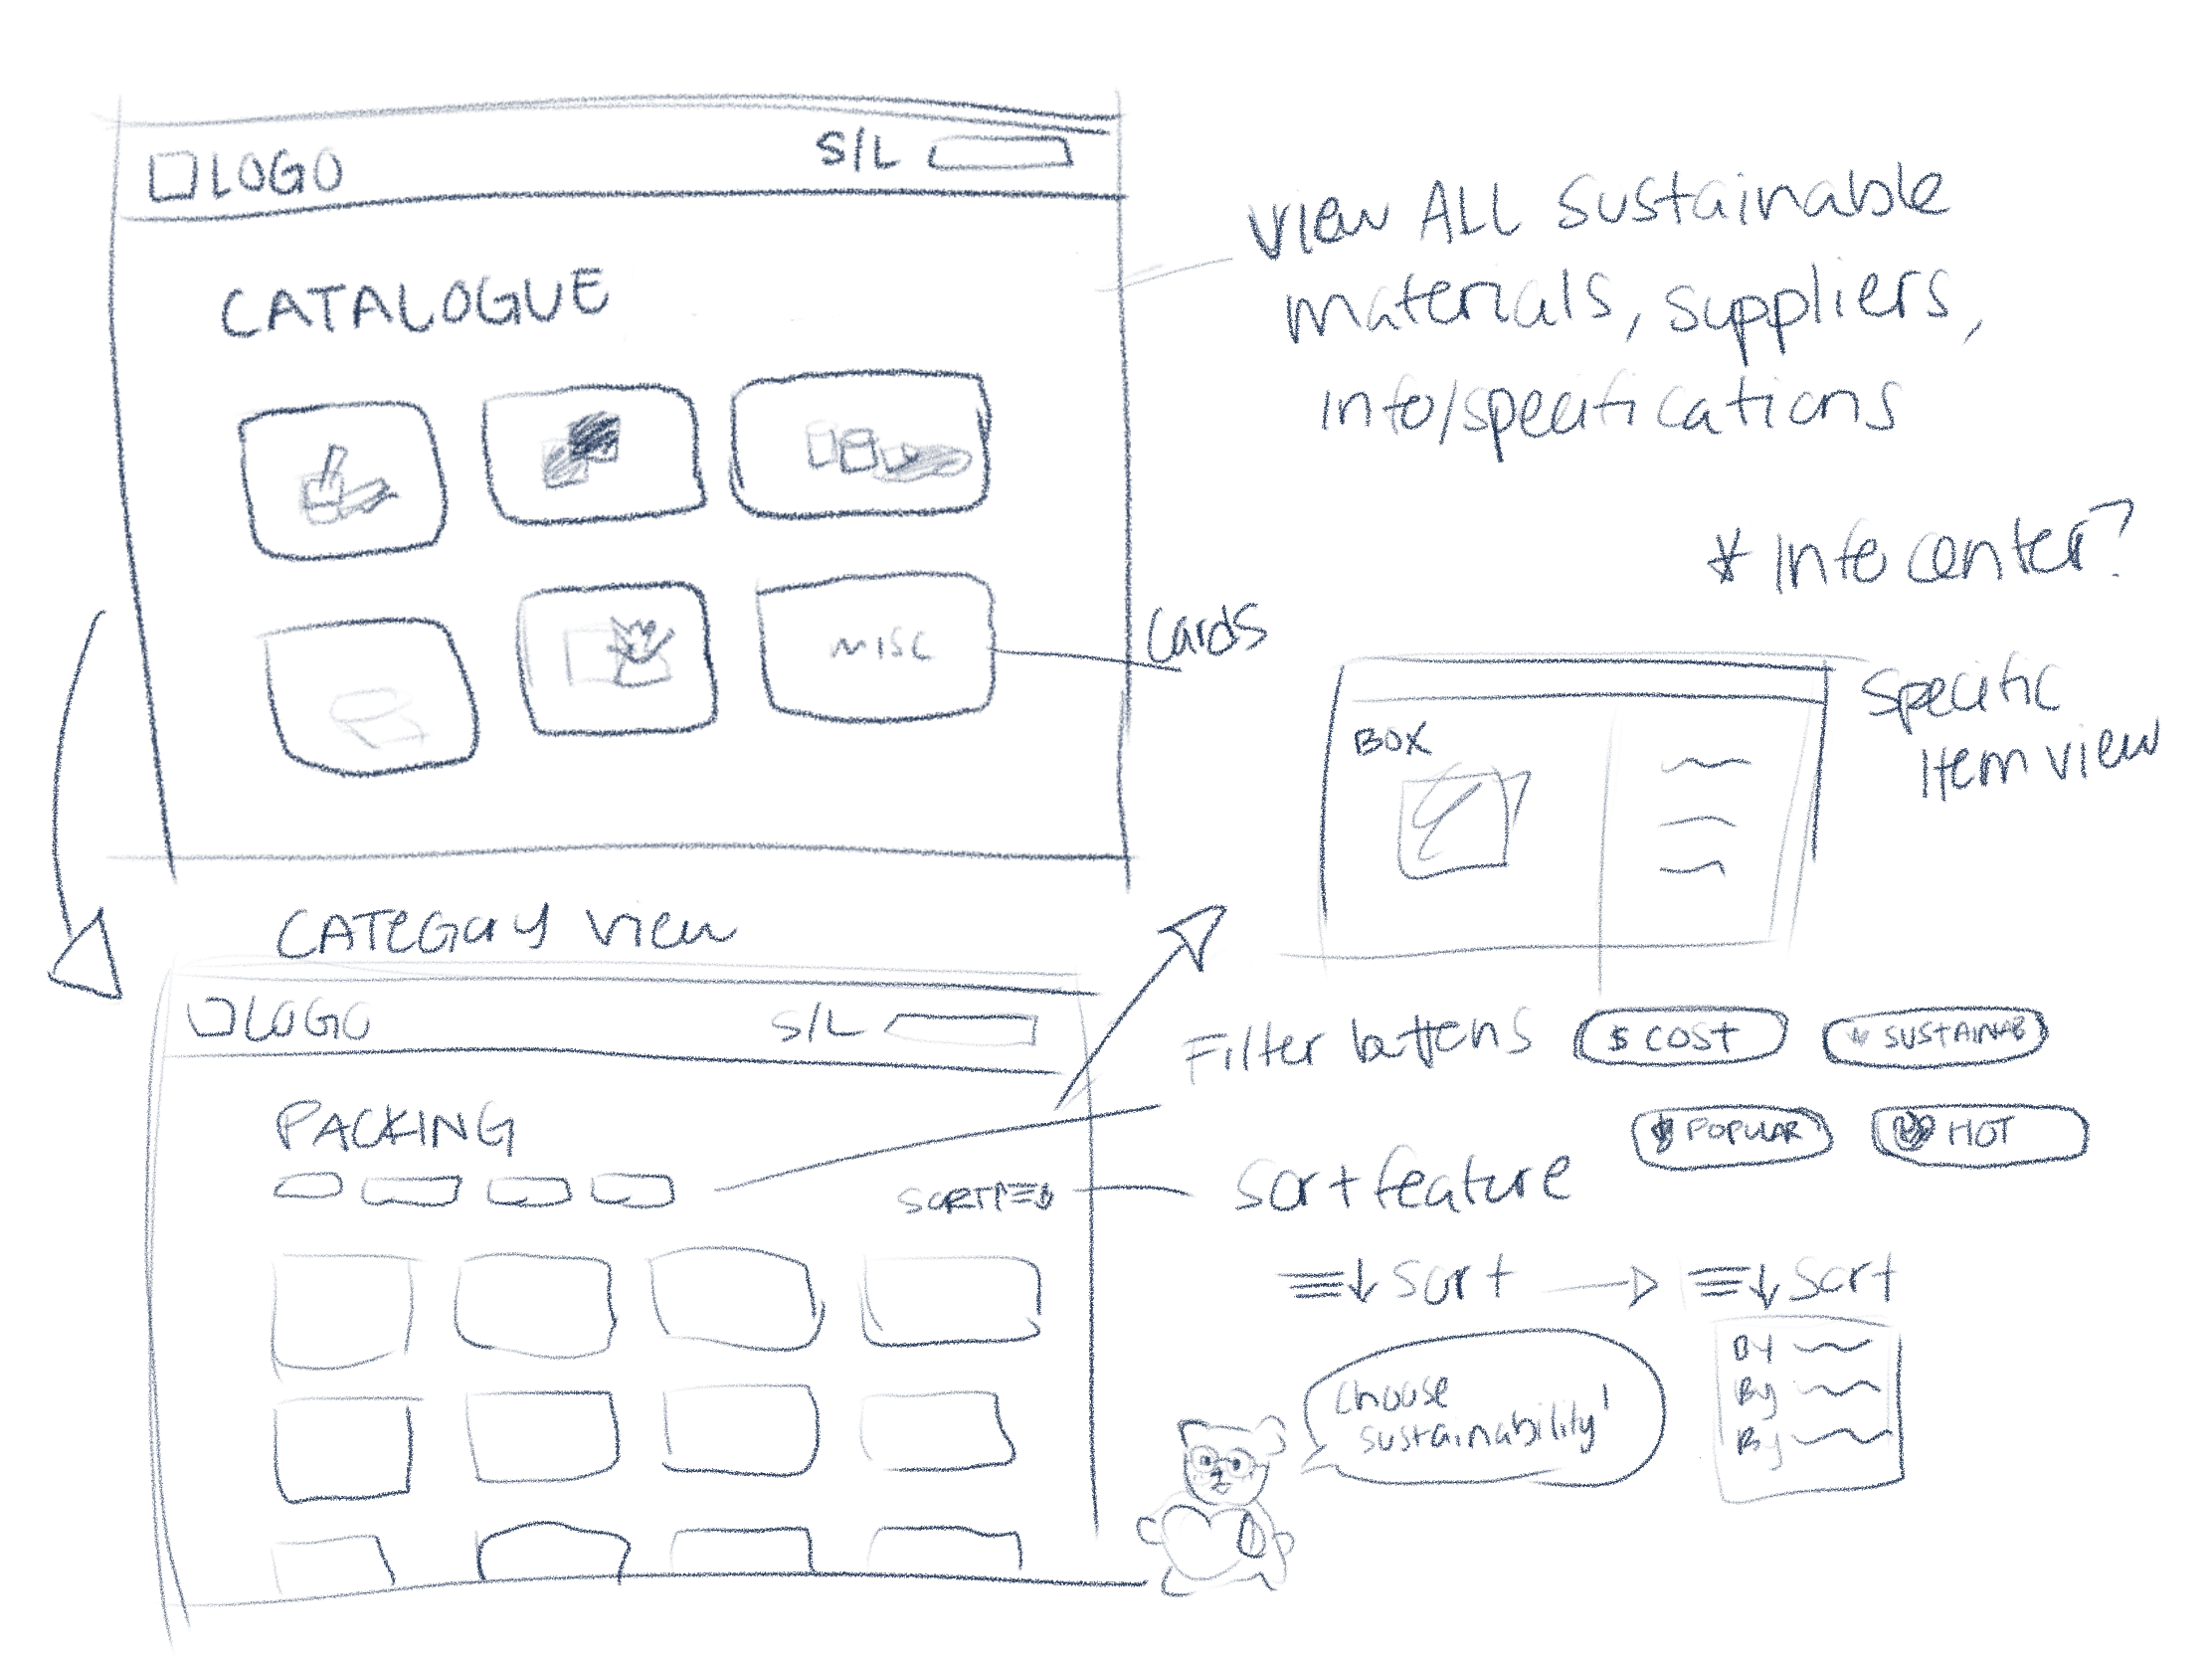 LOGO
S/L
CATALOGUE
View ALL sustainable
materials, suppliers,
info/specifications
* Info center?
MISC
cards
Specific
item view
BOX
CATEGORY view
LOGO
S/L
PACKING
SORT
Filter buttons
$ COST
SUSTAINAB
POPULAR
HOT
Sort feature
Sort
Sort
By
By
By
choose
sustainability!